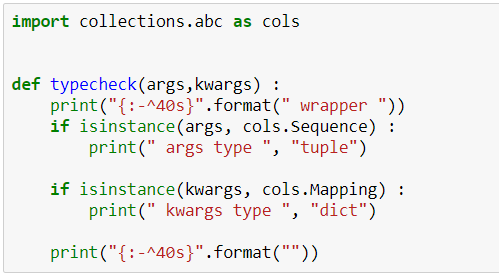 import collections.abc as cols
def typecheck(args,kwargs) :
    print("{:-^40s}".format(" wrapper "))
    if isinstance(args, cols.Sequence) :
        print(" args type ", "tuple")
    if isinstance(kwargs, cols.Mapping) :
        print(" kwargs type ", "dict")
    print("{:-^40s}".format(""))